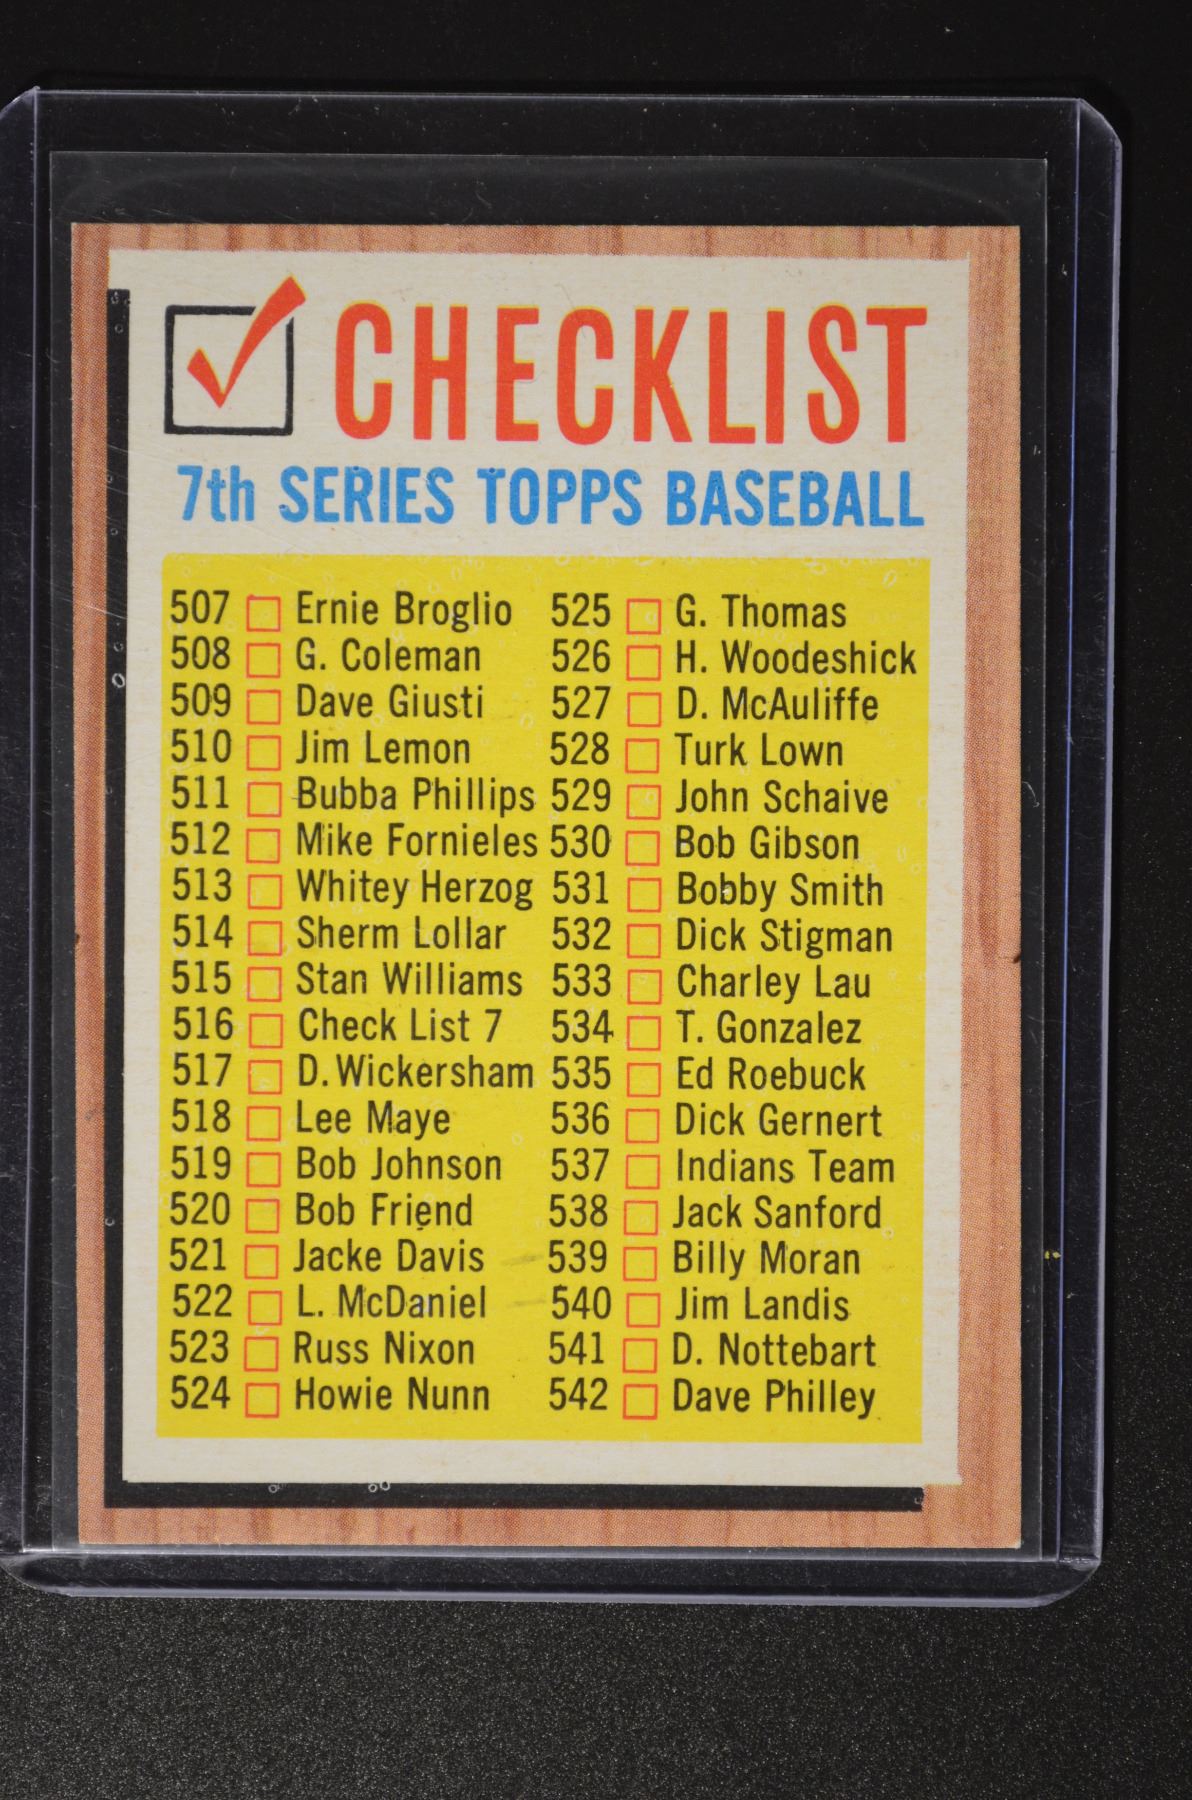 CHECKLIST
7th SERIES TOPPS BASEBALL
507 Ernie Broglio
508 G. Coleman
509 Dave Giusti
510 Jim Lemon
511 Bubba Phillips
512 Mike Fornieles
513 Whitey Herzog
514 Sherm Lollar
515 Stan Williams
516 Check List 7
517 D. Wickersham
518 Lee Maye
519 Bob Johnson
520 Bob Friend
521 Jacke Davis
522 L. McDaniel
523 Russ Nixon
524 Howie Nunn
525 G. Thomas
526 H. Woodeshick
527 D. McAuliffe
528 Turk Lown
529 John Schaive
530 Bob Gibson
531 Bobby Smith
532 Dick Stigman
533 Charley Lau
534 T. Gonzalez
535 Ed Roebuck
536 Dick Gernert
537 Indians Team
538 Jack Sanford
539 Billy Moran
540 Jim Landis
541 D. Nottebart
542 Dave Philley